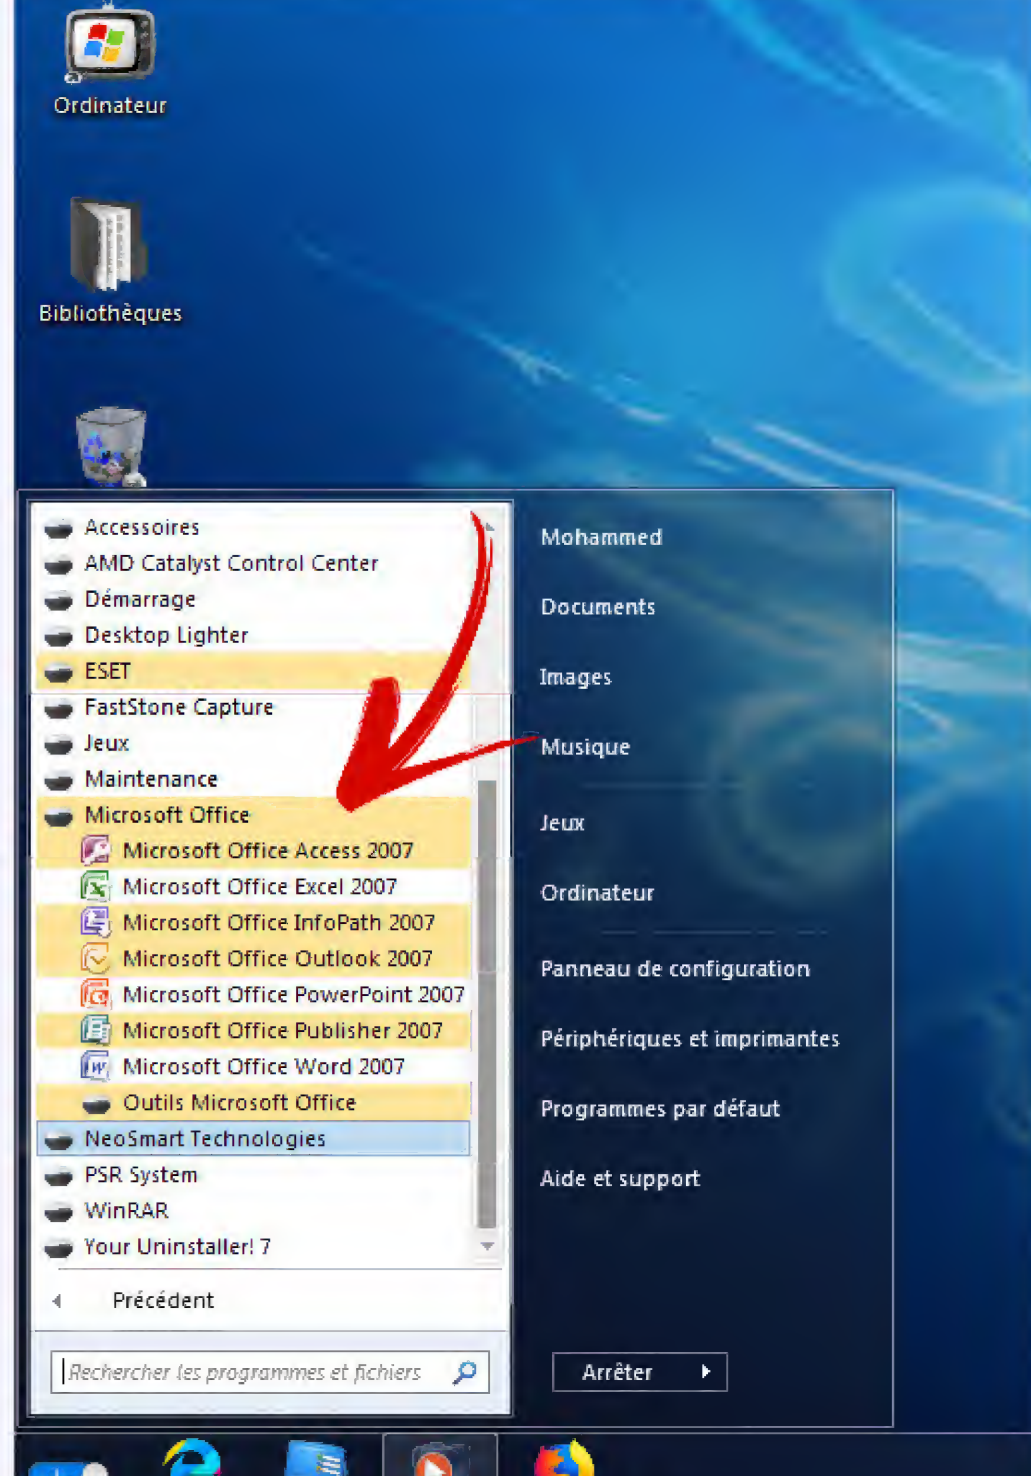 Ordinateur
Bibliothèques
Accessoires
AMD Catalyst Control Center
Démarrage
Desktop Lighter
ESET
FastStone Capture
Jeux
Maintenance
Microsoft Office
Microsoft Office Access 2007
Microsoft Office Excel 2007
Microsoft Office InfoPath 2007
Microsoft Office Outlook 2007
Microsoft Office PowerPoint 2007
Microsoft Office Publisher 2007
Microsoft Office Word 2007
Outils Microsoft Office
NeoSmart Technologies
PSR System
WinRAR
Your Uninstaller! 7
Précédent
Rechercher les programmes et fichiers
Mohammed
Documents
Images
Musique
Jeux
Ordinateur
Panneau de configuration
Périphériques et imprimantes
Programmes par défaut
Aide et support
Arrêter